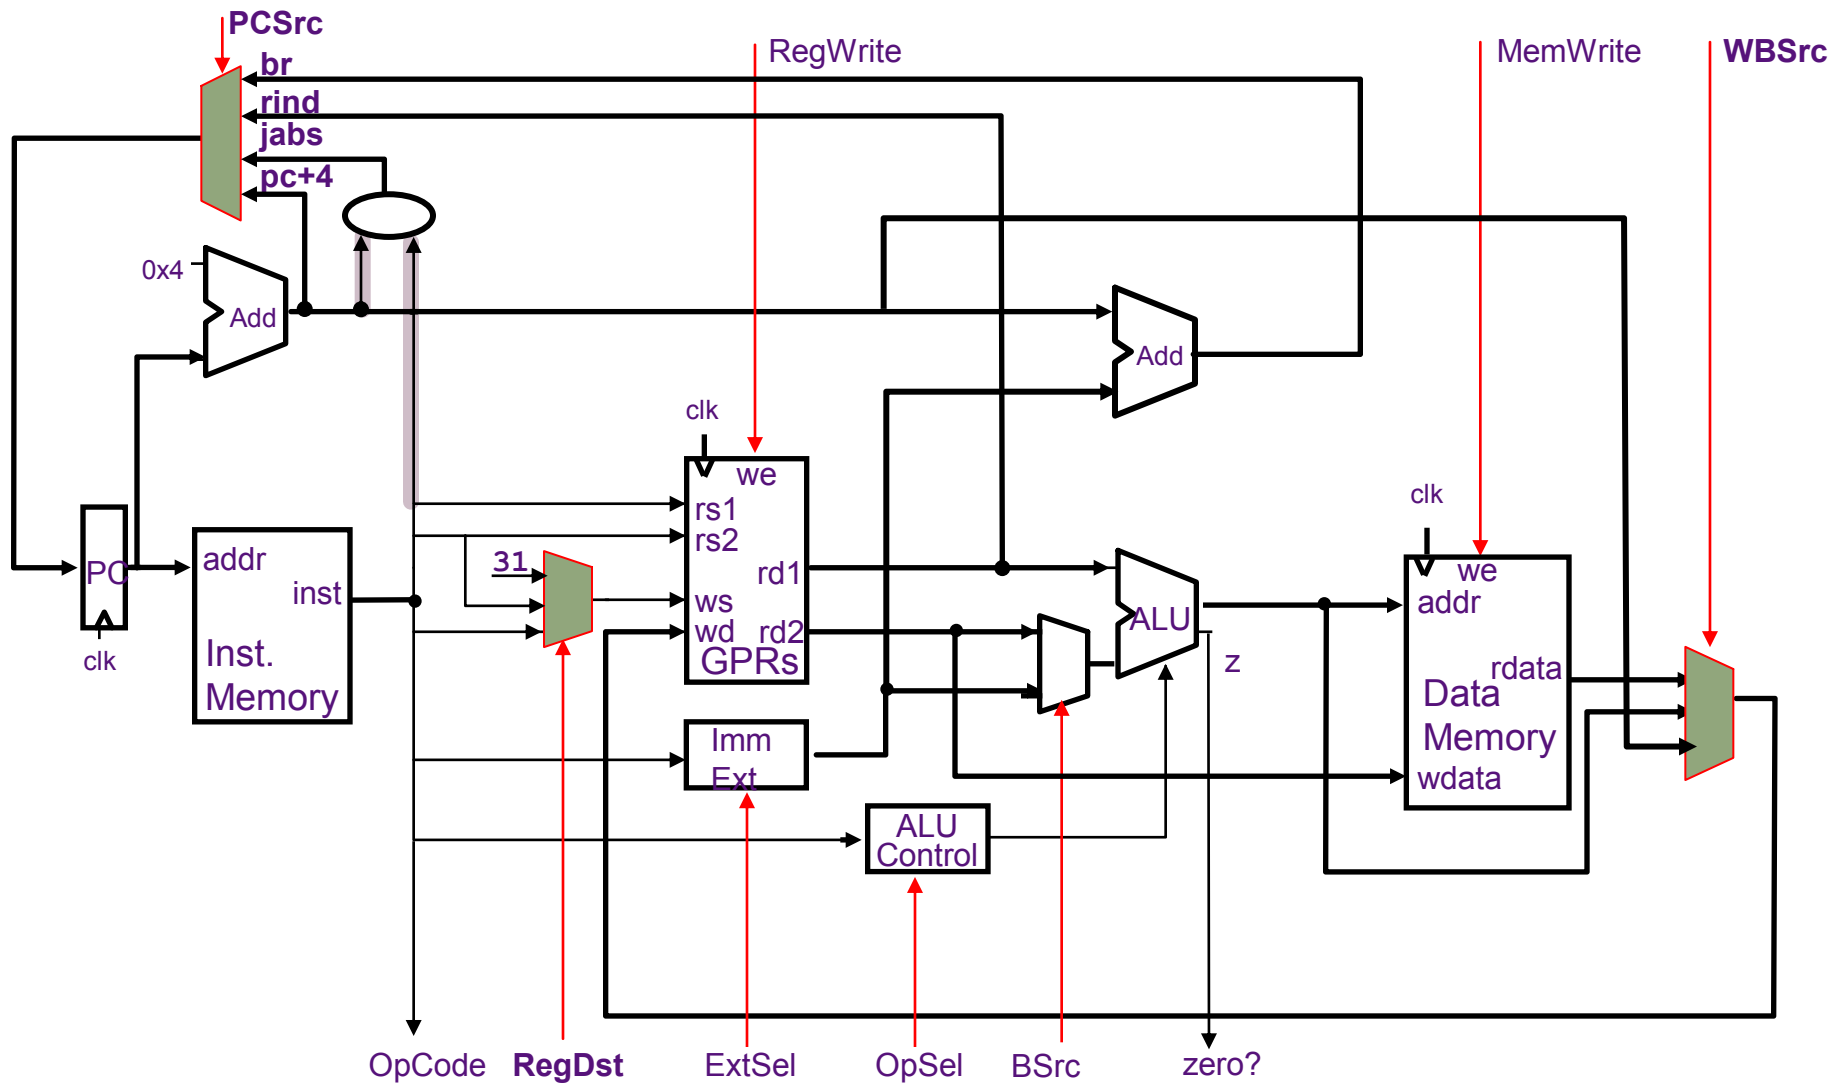 PCSrc
br
rind
jabs
pc+4
RegWrite
MemWrite
WBSrc
0x4
Add
Add
clk
we
rs1
rs2
rd1
ws
wd
rd2
GPRs
31
PC
clk
addr
inst
Inst.
Memory
ALU
z
clk
we
addr
rdata
Data
Memory
wdata
Imm
Ext
ALU
Control
OpCode
RegDst
ExtSel
OpSel
BSrc
zero?